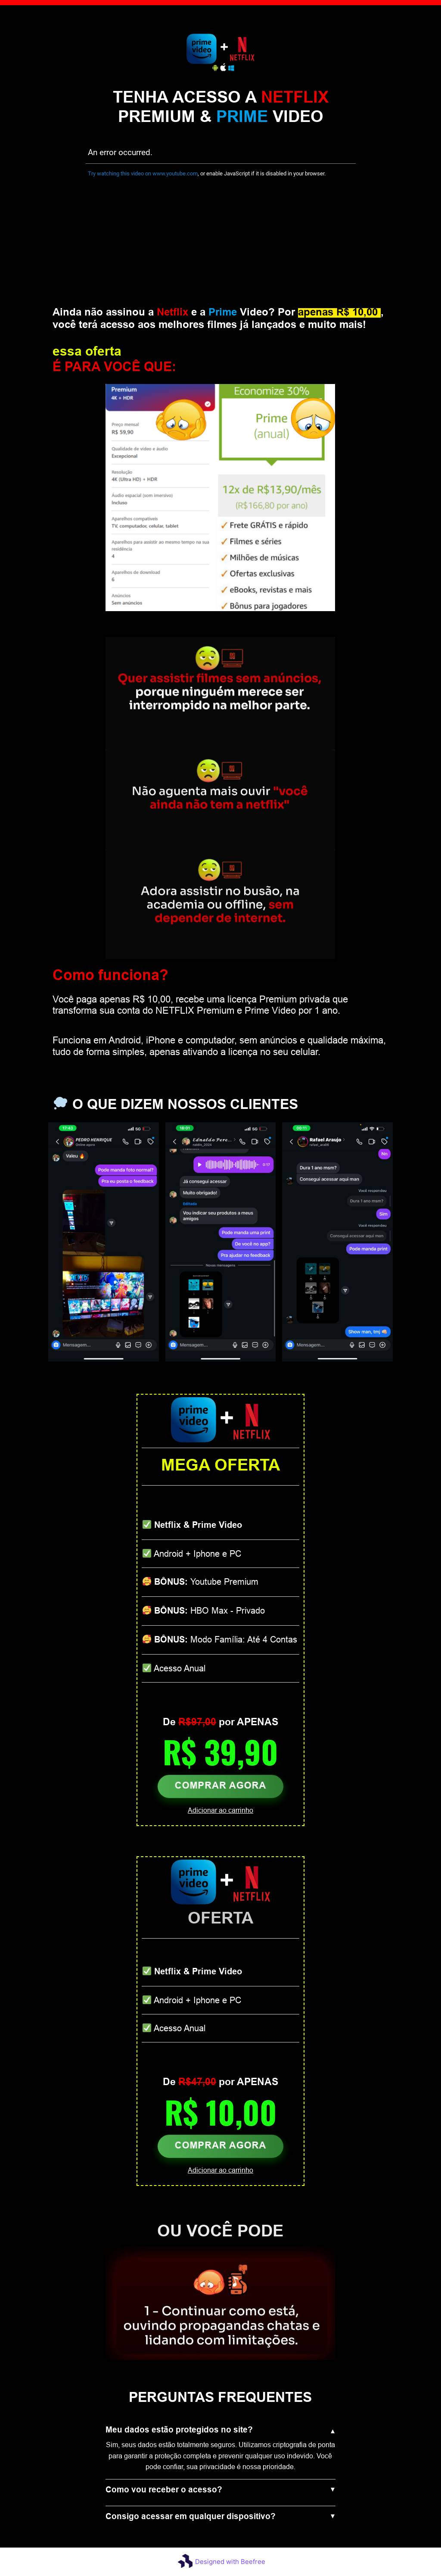 prime
video
+
NETFLIX
TENHA ACESSO A NETFLIX
PREMIUM & PRIME VIDEO
An error occurred.
Try watching this video on www.youtube.com, or enable JavaScript if it is disabled in your browser.
Ainda não assinou a Netflix e a Prime Video? Por apenas R$ 10,00 ,
você terá acesso aos melhores filmes já lançados e muito mais!
essa oferta
É PARA VOCÊ QUE:
Premium
4K + HDR
Preço mensal
R$ 59,90
Qualidade de vídeo e áudio
Excepcional
Resolução
4K (Ultra HD) + HDR
Áudio espacial (som imersivo)
Incluso
Aparelhos compatíveis
TV, computador, celular, tablet
Aparelhos para assistir ao mesmo tempo na sua
residência
4
Aparelhos de download
6
Anúncios
Sem anúncios
Economize 30%
Prime
(anual)
12x de R$13,90/mês
(R$166,80 por ano)
✓ Frete GRÁTIS e rápido
✓ Filmes e séries
✓ Milhões de músicas
✓ Ofertas exclusivas
✓ eBooks, revistas e mais
✓ Bônus para jogadores
Quer assistir filmes sem anúncios,
porque ninguém merece ser
interrompido na melhor parte.
Não aguenta mais ouvir "você
ainda não tem a netflix"
Adora assistir no busão, na
academia ou offline, sem
depender de internet.
Como funciona?
Você paga apenas R$ 10,00, recebe uma licença Premium privada que
transforma sua conta do NETFLIX Premium e Prime Video por 1 ano.
Funciona em Android, iPhone e computador, sem anúncios e qualidade máxima,
tudo de forma simples, apenas ativando a licença no seu celular.
💭 O QUE DIZEM NOSSOS CLIENTES
PEDRO HENRIQUE
Valeu 🔥
Pode manda foto normal?
Pra eu posta o feedback
Mensagem...
5G
Ednaldo Pere...
Já consegui acessar
Muito obrigado!
Vou indicar seu produtos a meus
amigos
Pode manda uma print
De você no app?
Pra ajudar no feedback
Novas mensagens
Mensagem...
Rafael Araujo
No
Dura 1 ano msm?
Consegui acessar aqui man
Você respondeu
Dura 1 ano msm?
Sim
Você respondeu
Consegui acessar aqui man
Pode manda print
Show man, tmj
Mensagem...
prime
video
+
NETFLIX
MEGA OFERTA
✅ Netflix & Prime Video
✅ Android + Iphone e PC
🥰 BÔNUS: Youtube Premium
🥰 BÔNUS: HBO Max - Privado
🥰 BÔNUS: Modo Família: Até 4 Contas
✅ Acesso Anual
De R$97,00 por APENAS
R$ 39,90
COMPRAR AGORA
Adicionar ao carrinho
prime
video
+
NETFLIX
OFERTA
✅ Netflix & Prime Video
✅ Android + Iphone e PC
✅ Acesso Anual
De R$47,00 por APENAS
R$ 10,00
COMPRAR AGORA
Adicionar ao carrinho
OU VOCÊ PODE
1 - Continuar como está,
ouvindo propagandas chatas e
lidando com limitações.
PERGUNTAS FREQUENTES
Meu dados estão protegidos no site? ▲
Sim, seus dados estão totalmente seguros. Utilizamos criptografia de ponta
para garantir a proteção completa e prevenir qualquer uso indevido. Você
pode confiar, sua privacidade é nossa prioridade.
Como vou receber o acesso? ▼
Consigo acessar em qualquer dispositivo? ▼
Designed with Beefree